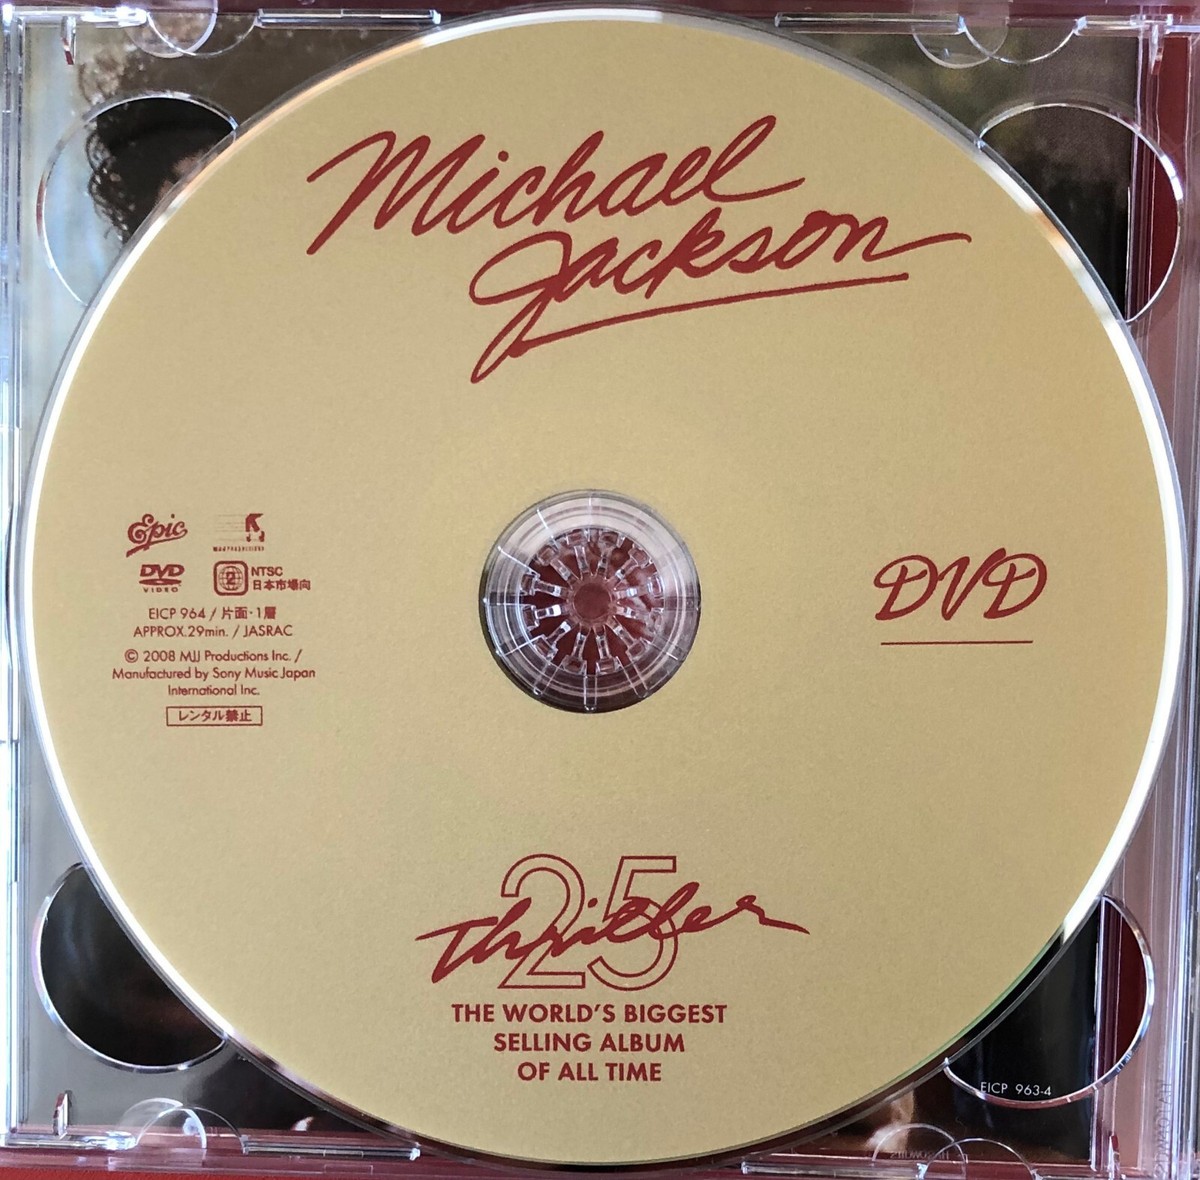 Michael
Jackson
Epic
DVD
VIDEO
2
NTSC
日本市場向
EICP 964 / 片面・1層
APPROX.29min. / JASRAC
© 2008 MJJ Productions Inc. /
Manufactured by Sony Music Japan
International Inc.
レンタル禁止
DVD
25
Thriller
THE WORLD'S BIGGEST
SELLING ALBUM
OF ALL TIME
EICP 963-4